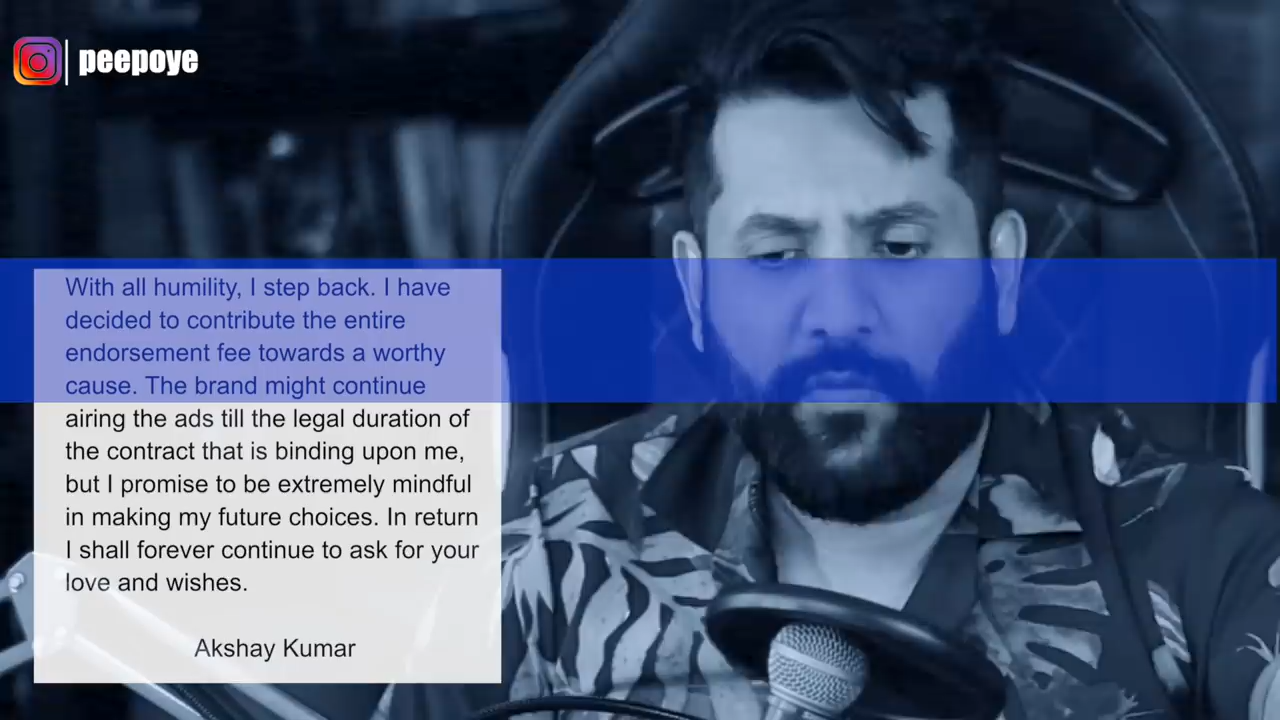 peepoye
With all humility, I step back. I have
decided to contribute the entire
endorsement fee towards a worthy
cause. The brand might continue
airing the ads till the legal duration of
the contract that is binding upon me,
but I promise to be extremely mindful
in making my future choices. In return
I shall forever continue to ask for your
love and wishes.
Akshay Kumar